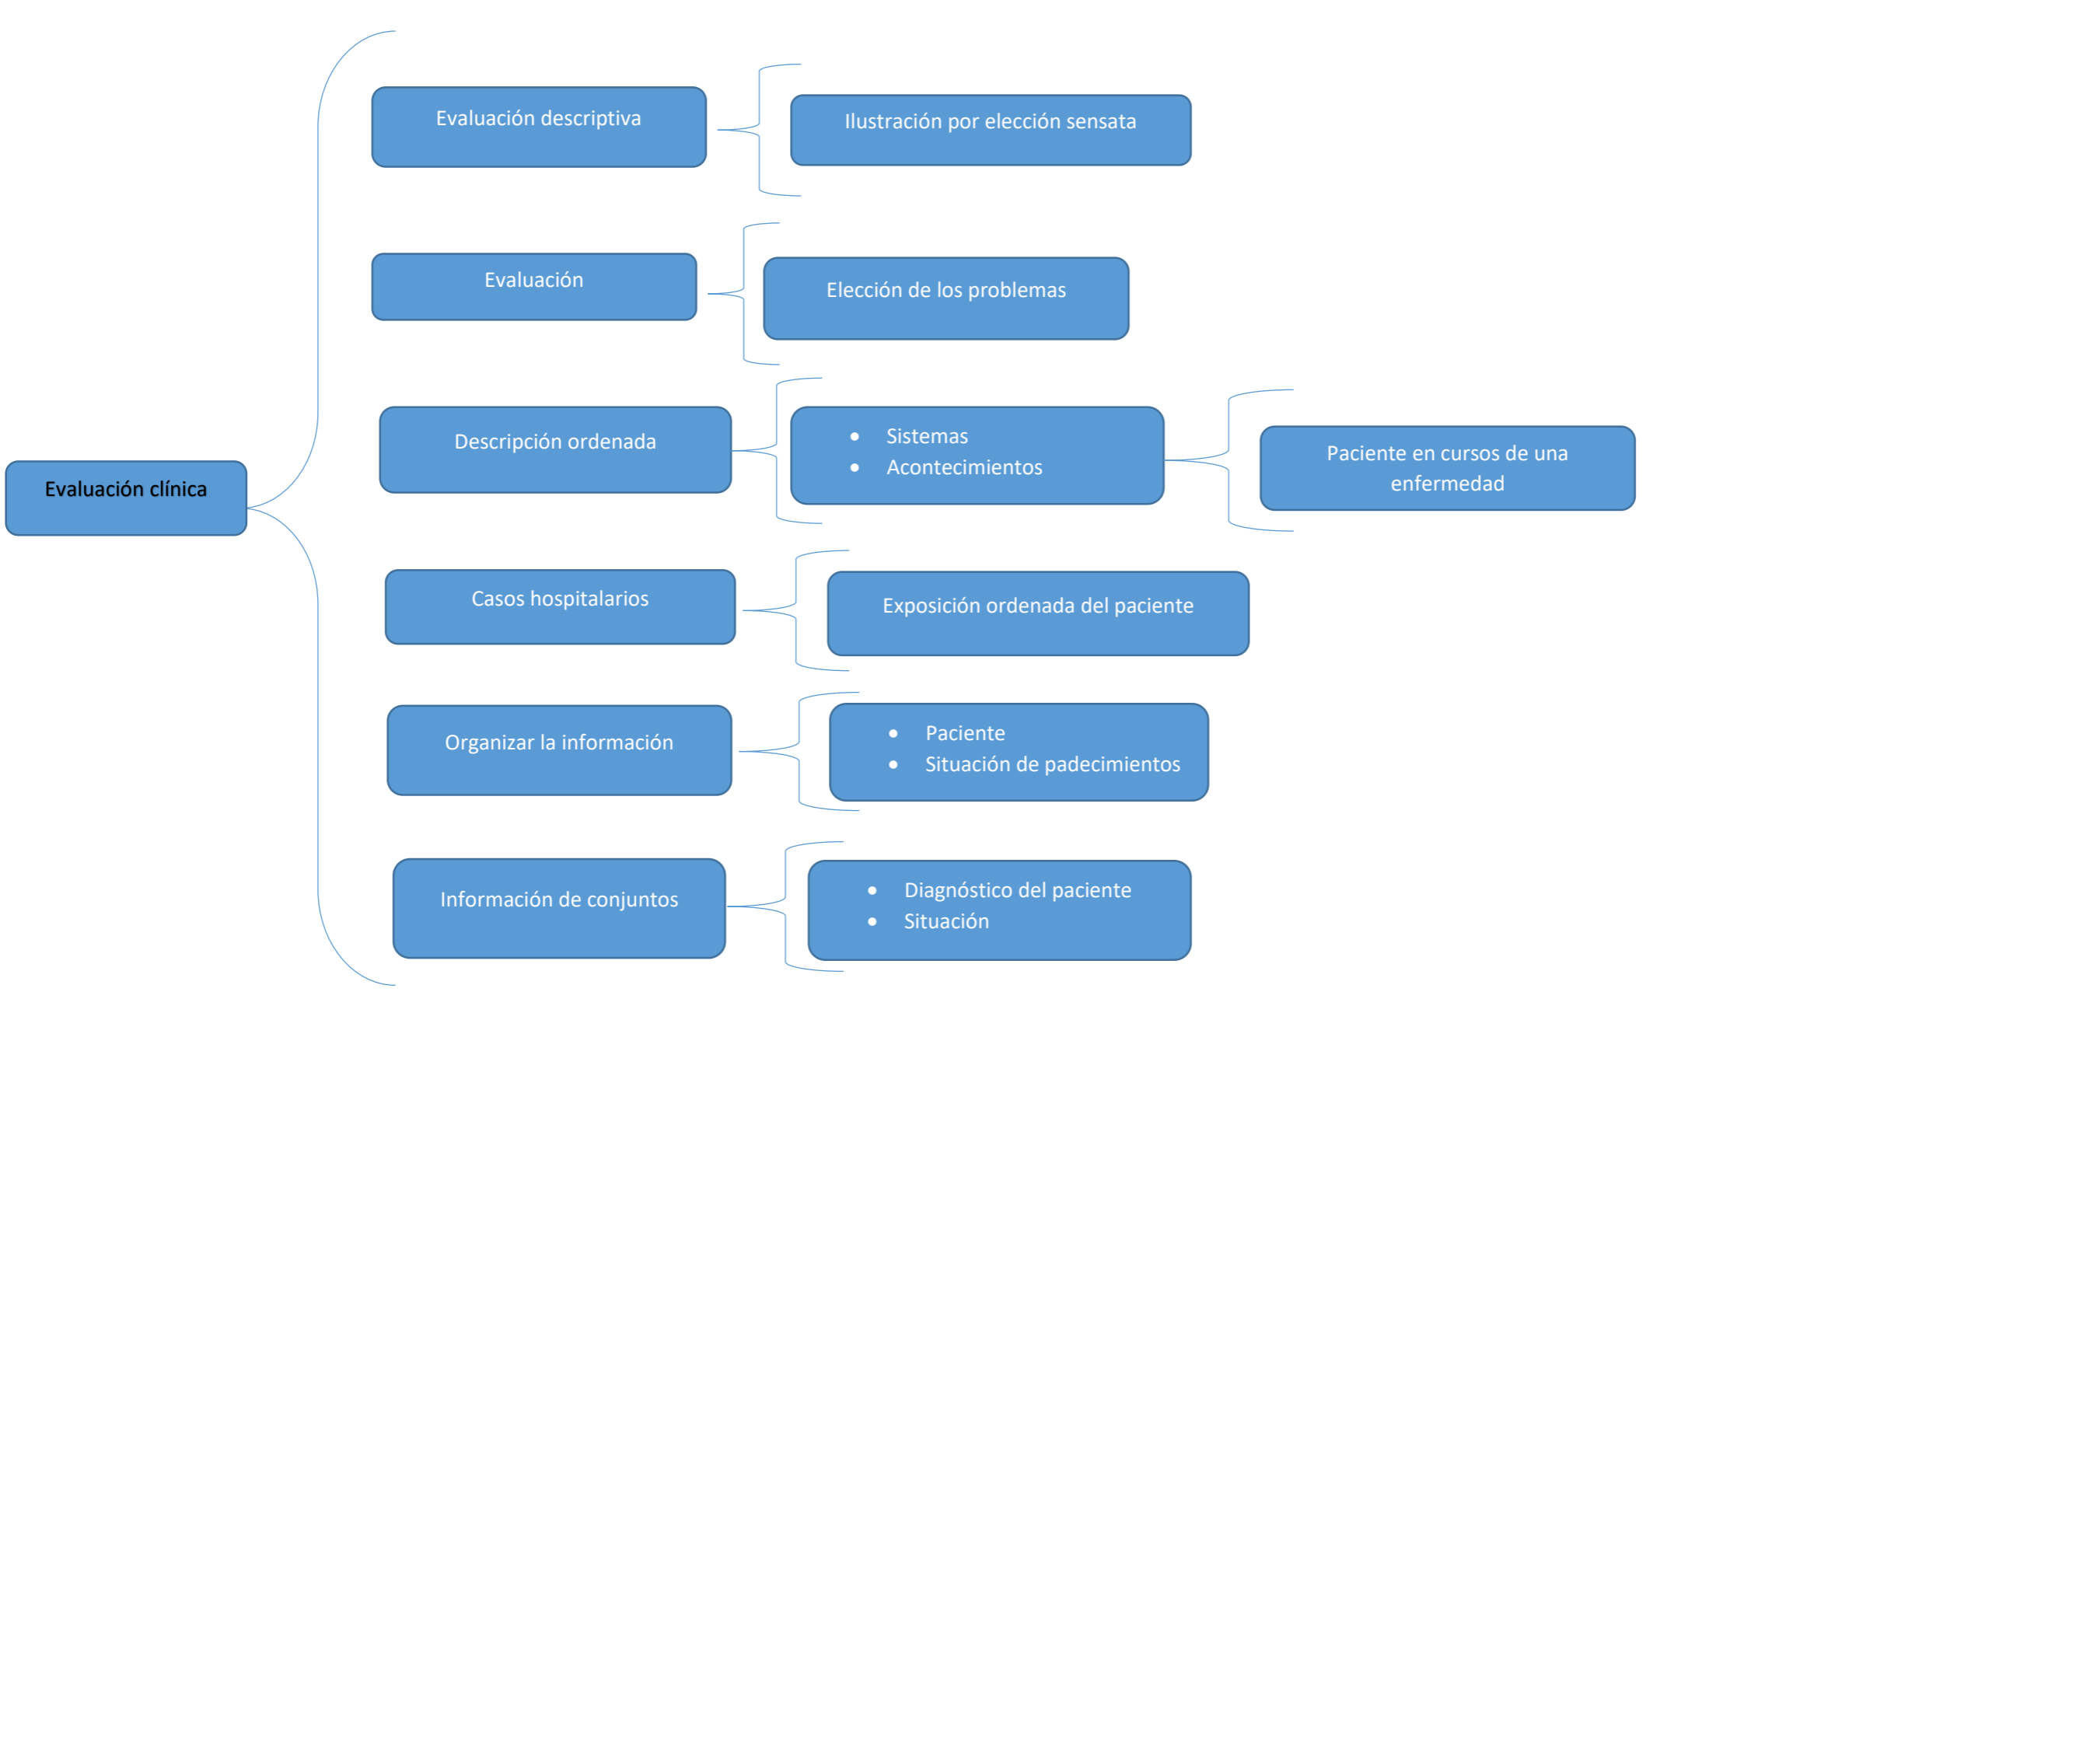 Evaluación clínica
Evaluación descriptiva
Ilustración por elección sensata
Evaluación
Elección de los problemas
Descripción ordenada
• Sistemas
• Acontecimientos
Paciente en cursos de una
enfermedad
Casos hospitalarios
Exposición ordenada del paciente
Organizar la información
• Paciente
• Situación de padecimientos
Información de conjuntos
• Diagnóstico del paciente
• Situación